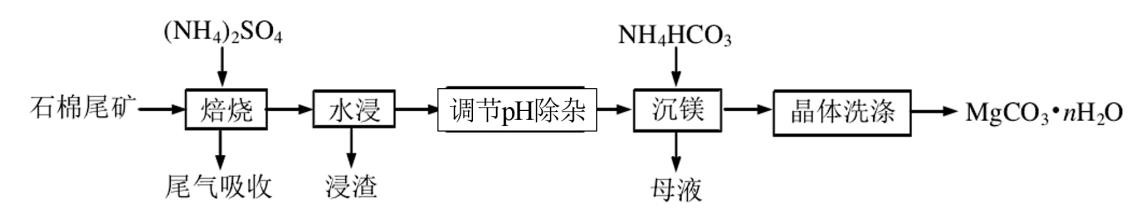 (NH₄)₂SO₄
NH₄HCO₃
石棉尾矿
焙烧
水浸
调节pH除杂
沉镁
晶体洗涤
MgCO₃•nH₂O
尾气吸收
浸渣
母液